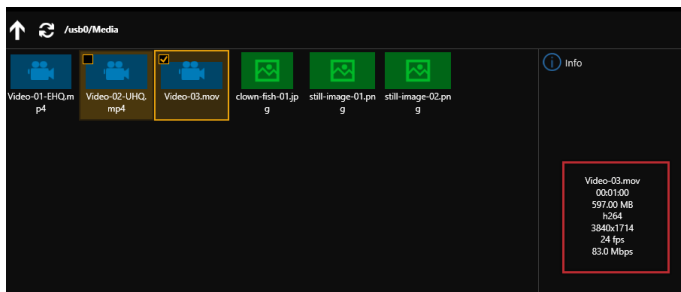 /usb0/Media
Video-01-EHQ.m
p4
Video-02-UHQ.
mp4
Video-03.mov
clown-fish-01.jp
g
still-image-01.pn
g
still-image-02.pn
g
Info
Video-03.mov
00:01:00
597.00 MB
h264
3840x1714
24 fps
83.0 Mbps